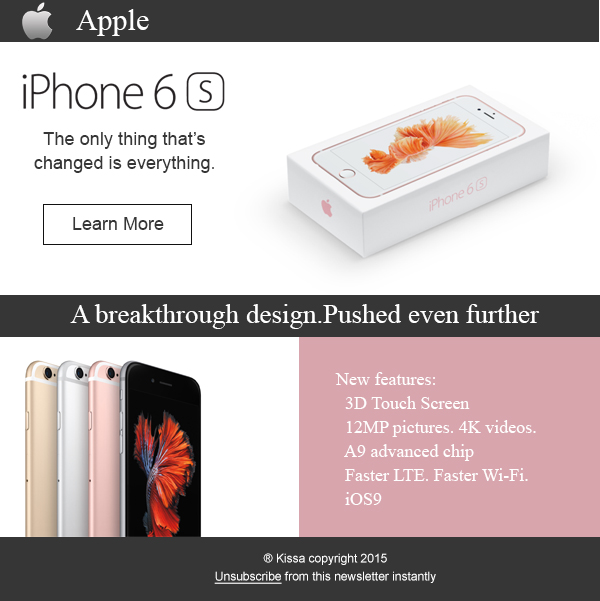 Apple
iPhone 6 S
The only thing that's
changed is everything.
Learn More
iPhone 6 S
A breakthrough design.Pushed even further
New features:
3D Touch Screen
12MP pictures. 4K videos.
A9 advanced chip
Faster LTE. Faster Wi-Fi.
iOS9
® Kissa copyright 2015
Unsubscribe from this newsletter instantly